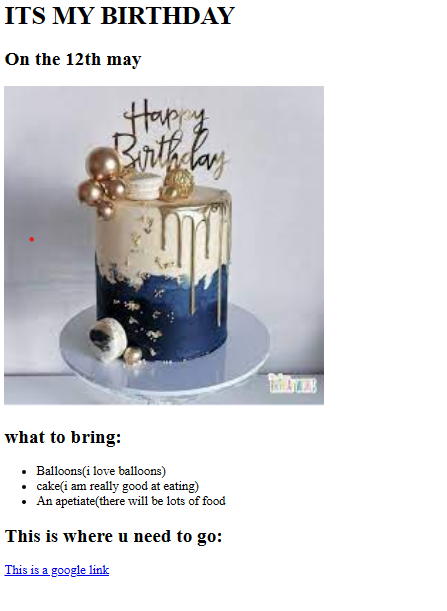 ITS MY BIRTHDAY
On the 12th may
Happy
Birthday
what to bring:
Balloons(i love balloons)
cake(i am really good at eating)
An apetiate(there will be lots of food
This is where u need to go:
This is a google link